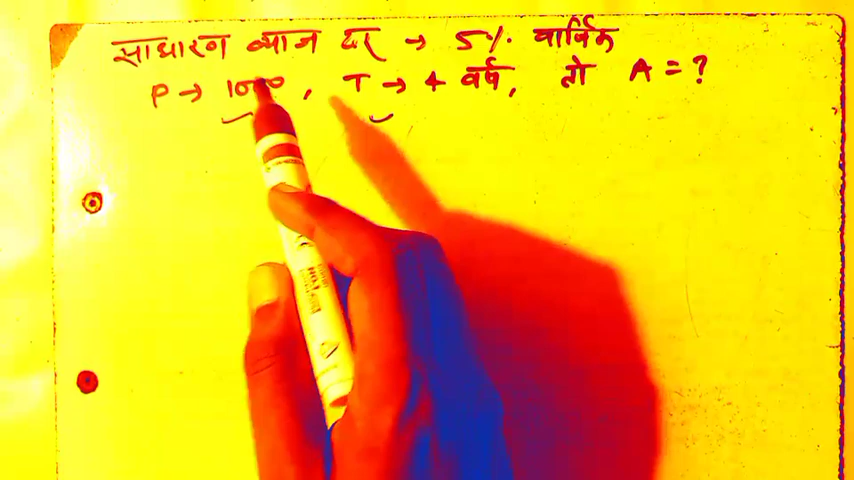 साधारण ब्याज दर → 5% वार्षिक
P → 1000, T → 4 वर्ष, तो A = ?